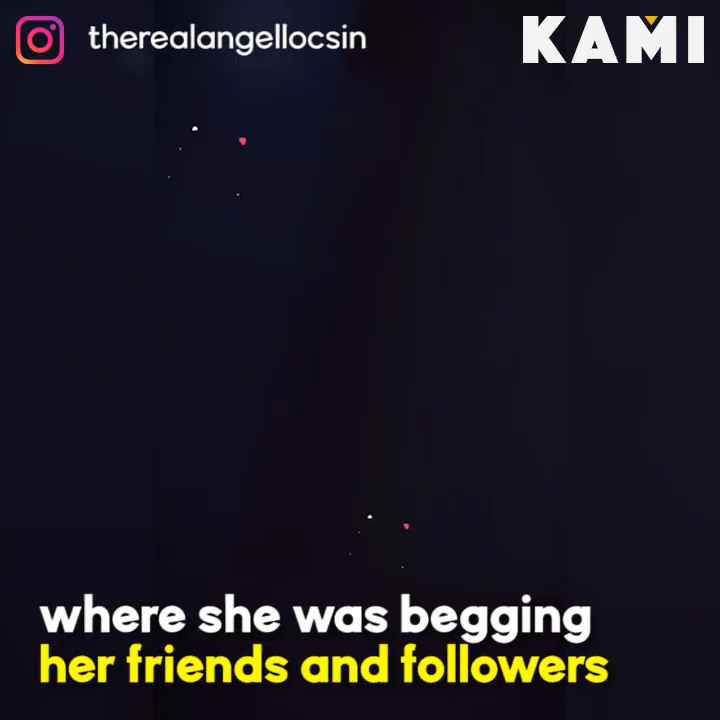 therealangellocsin
KAMI
where she was begging
her friends and followers